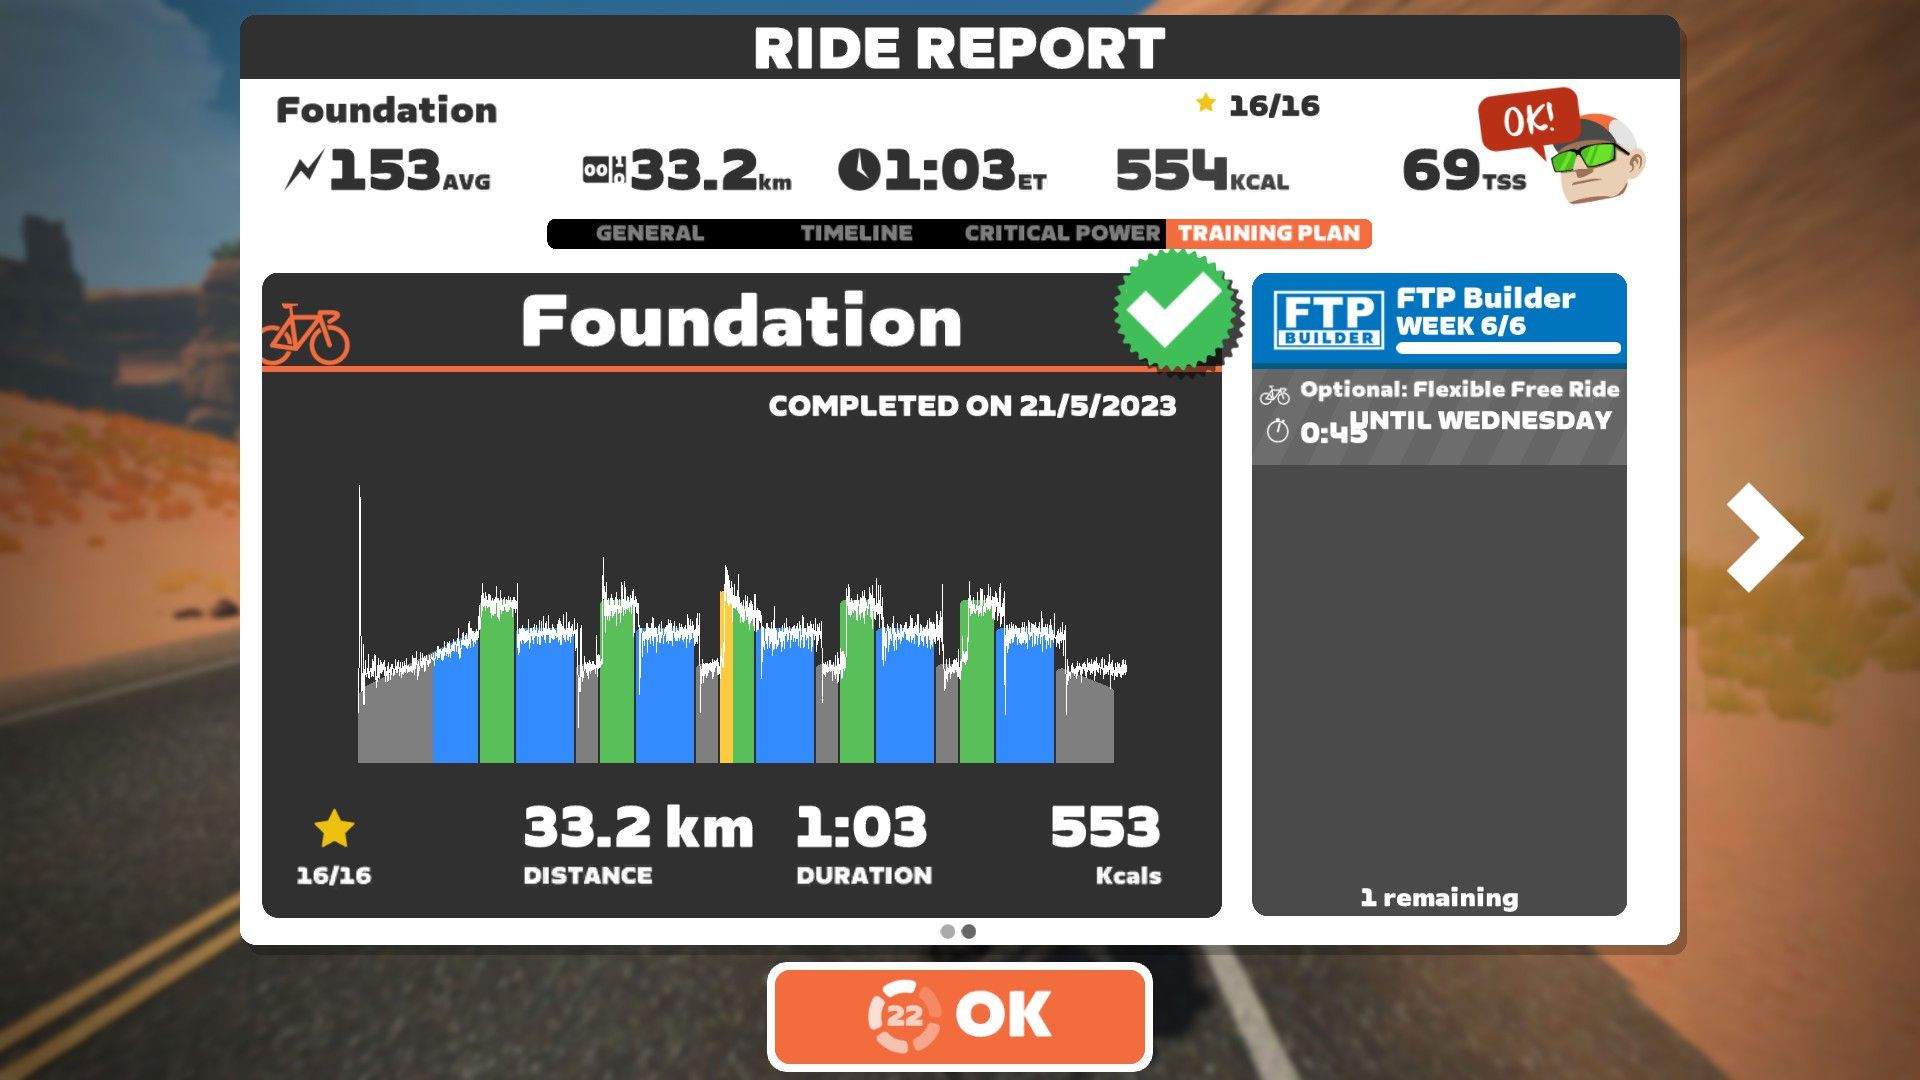 RIDE REPORT
Foundation
16/16
OK!
153AVG
33.2km
1:03ET
554KCAL
69TSS
GENERAL
TIMELINE
CRITICAL POWER
TRAINING PLAN
Foundation
COMPLETED ON 21/5/2023
16/16
33.2 km
DISTANCE
1:03
DURATION
553
Kcals
FTP
BUILDER
FTP Builder
WEEK 6/6
Optional: Flexible Free Ride
UNTIL WEDNESDAY
0:45
1 remaining
22
OK